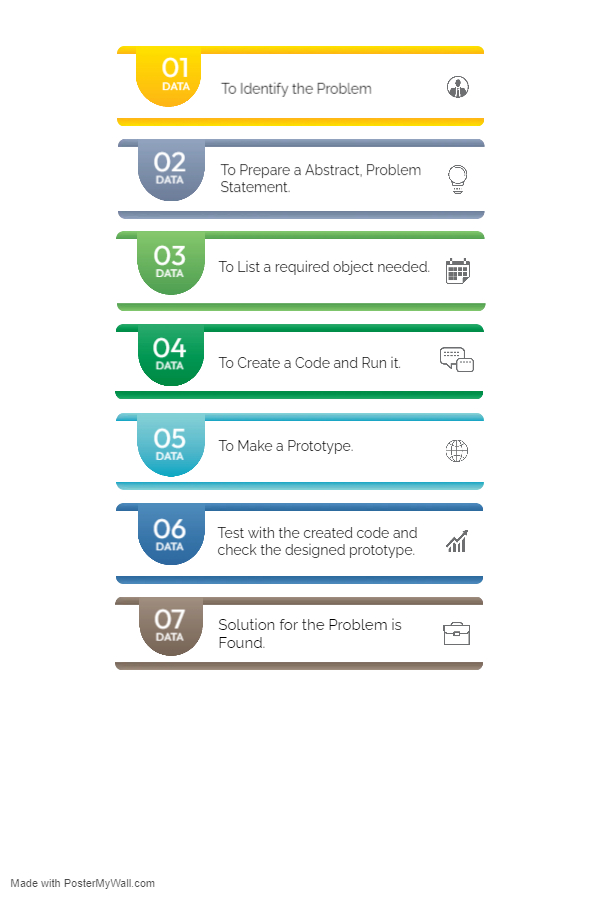 01
DATA
To Identify the Problem
02
DATA
To Prepare a Abstract, Problem
Statement.
03
DATA
To List a required object needed.
04
DATA
To Create a Code and Run it.
05
DATA
To Make a Prototype.
06
DATA
Test with the created code and
check the designed prototype.
07
DATA
Solution for the Problem is
Found.
Made with PosterMyWall.com